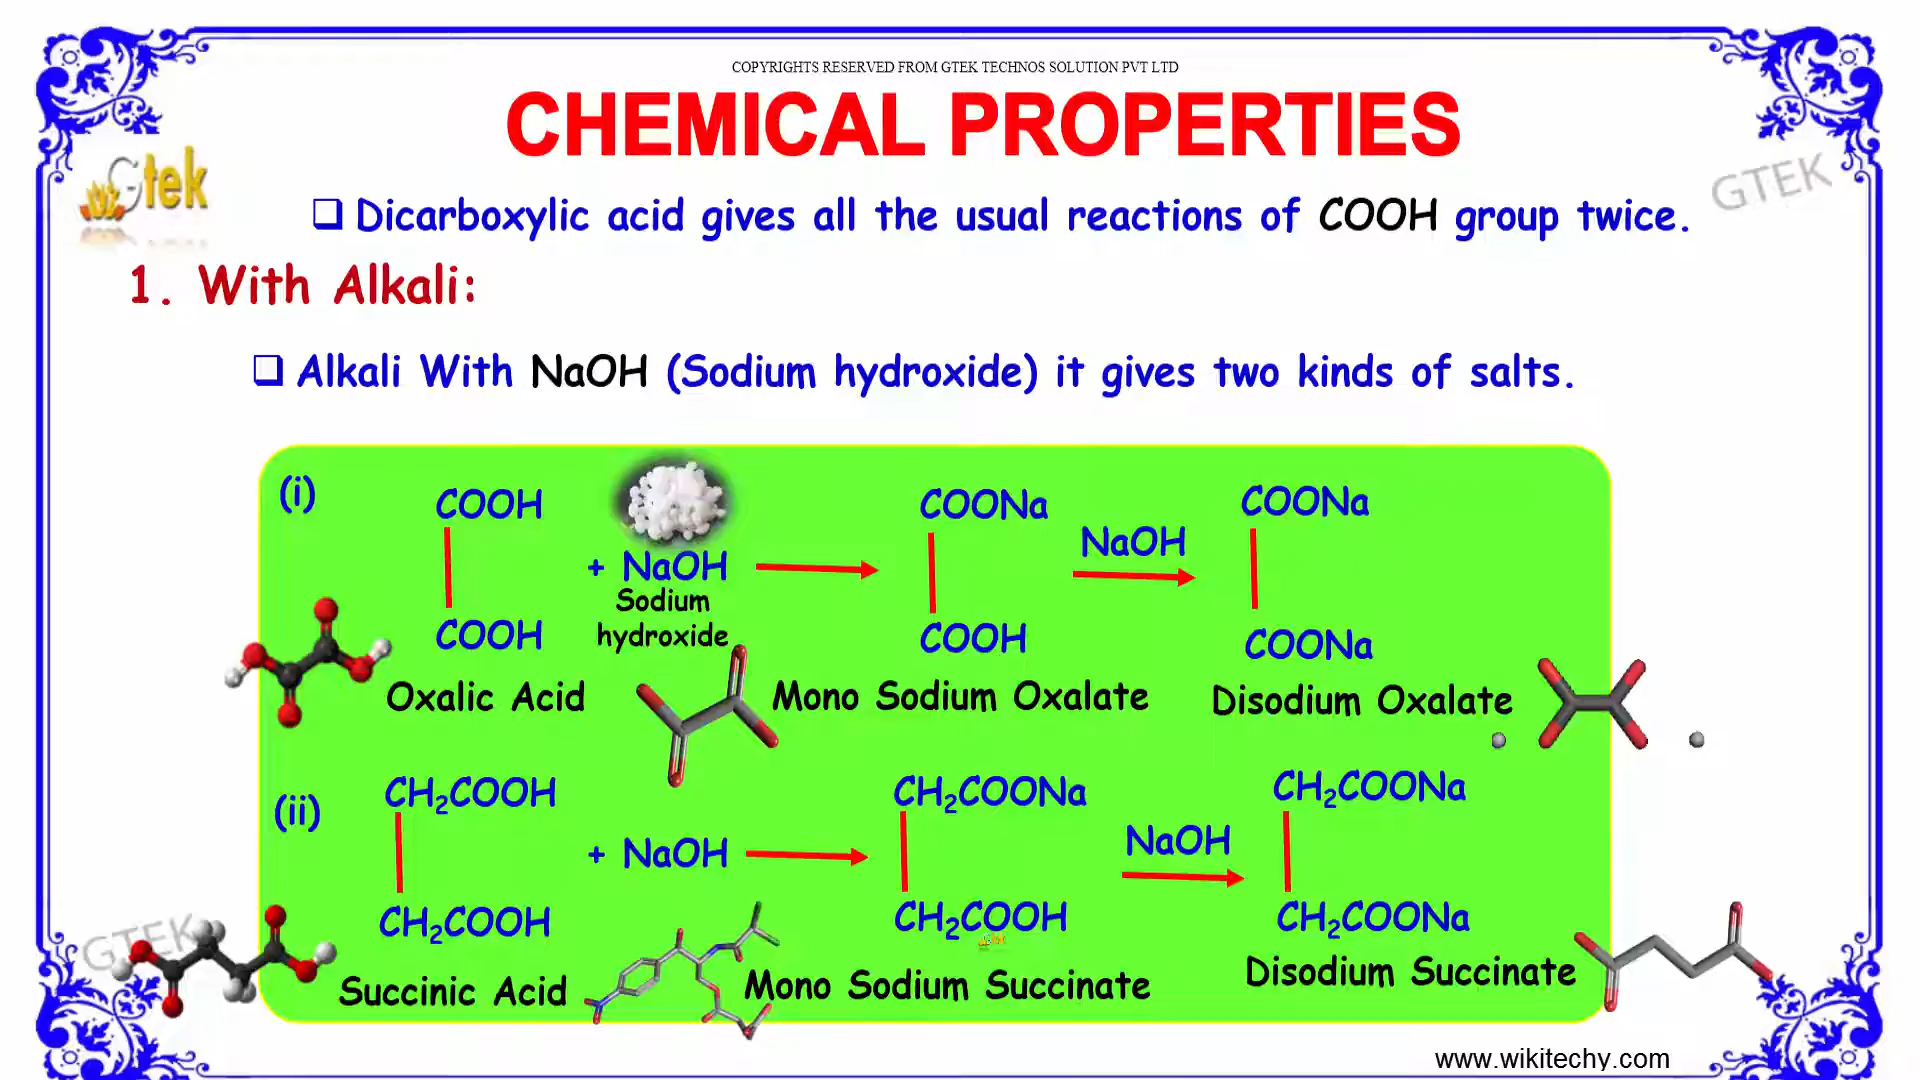 COPYRIGHTS RESERVED FROM GTEK TECHNOS SOLUTION PVT LTD
CHEMICAL PROPERTIES
Gtek
GTEK
Dicarboxylic acid gives all the usual reactions of COOH group twice.
1. With Alkali:
Alkali With NaOH (Sodium hydroxide) it gives two kinds of salts.
(i)
COOH
COOH
Oxalic Acid
+ NaOH
Sodium
hydroxide
COONa
COOH
Mono Sodium Oxalate
NaOH
COONa
COONa
Disodium Oxalate
(ii)
CH₂COOH
CH₂COOH
Succinic Acid
+ NaOH
CH₂COONa
CH₂COOH
Mono Sodium Succinate
NaOH
CH₂COONa
CH₂COONa
Disodium Succinate
GTEK
www.wikitechy.com